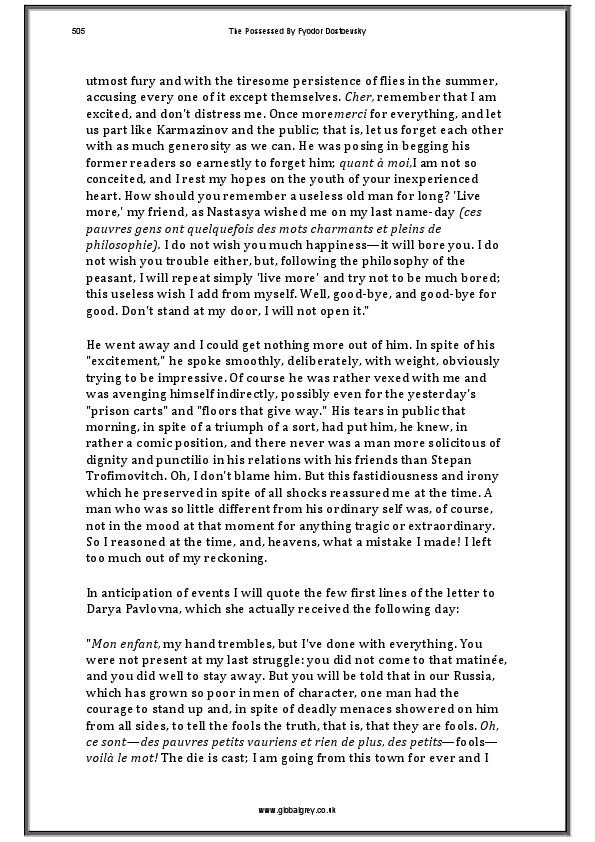 505 The Possessed By Fyodor Dostoevsky
utmost fury and with the tiresome persistence of flies in the summer,
accusing every one of it except themselves. Cher, remember that I am
excited, and don't distress me. Once more merci for everything, and let
us part like Karmazinov and the public; that is, let us forget each other
with as much generosity as we can. He was posing in begging his
former readers so earnestly to forget him; quant à moi, I am not so
conceited, and I rest my hopes on the youth of your inexperienced
heart. How should you remember a useless old man for long? 'Live
more,' my friend, as Nastasya wished me on my last name-day (ces
pauvres gens ont quelquefois des mots charmants et pleins de
philosophie). I do not wish you much happiness—it will bore you. I do
not wish you trouble either, but, following the philosophy of the
peasant, I will repeat simply 'live more' and try not to be much bored;
this useless wish I add from myself. Well, good-bye, and good-bye for
good. Don't stand at my door, I will not open it."
He went away and I could get nothing more out of him. In spite of his
"excitement," he spoke smoothly, deliberately, with weight, obviously
trying to be impressive. Of course he was rather vexed with me and
was avenging himself indirectly, possibly even for the yesterday's
"prison carts" and "floors that give way." His tears in public that
morning, in spite of a triumph of a sort, had put him, he knew, in
rather a comic position, and there never was a man more solicitous of
dignity and punctilio in his relations with his friends than Stepan
Trofimovitch. Oh, I don't blame him. But this fastidiousness and irony
which he preserved in spite of all shocks reassured me at the time. A
man who was so little different from his ordinary self was, of course,
not in the mood at that moment for anything tragic or extraordinary.
So I reasoned at the time, and, heavens, what a mistake I made! I left
too much out of my reckoning.
In anticipation of events I will quote the few first lines of the letter to
Darya Pavlovna, which she actually received the following day:
"Mon enfant, my hand trembles, but I've done with everything. You
were not present at my last struggle: you did not come to that matinée,
and you did well to stay away. But you will be told that in our Russia,
which has grown so poor in men of character, one man had the
courage to stand up and, in spite of deadly menaces showered on him
from all sides, to tell the fools the truth, that is, that they are fools. Oh,
ce sont—des pauvres petits vauriens et rien de plus, des petits—fools—
voilà le mot! The die is cast; I am going from this town for ever and I
www.globalgrey.co.uk